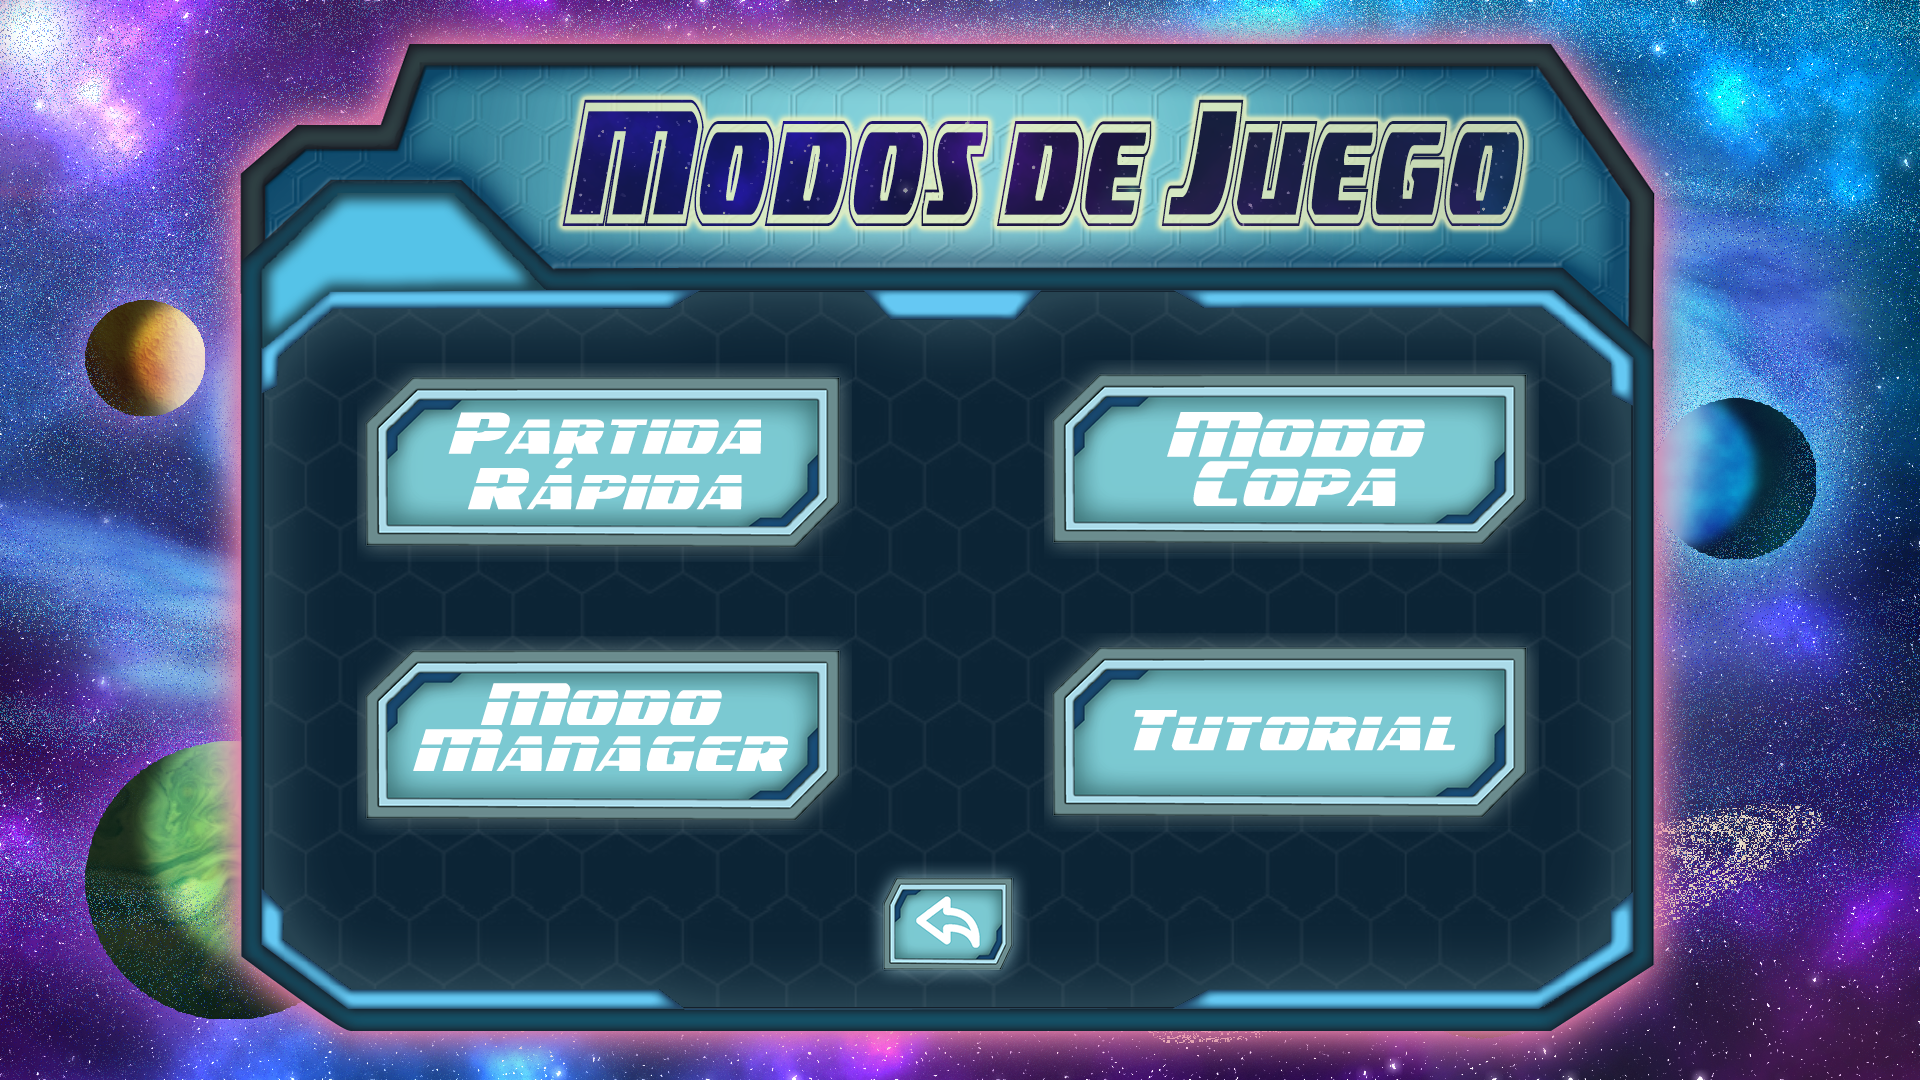 Modos de Juego
Partida
Rápida
Modo
Copa
Modo
Manager
Tutorial